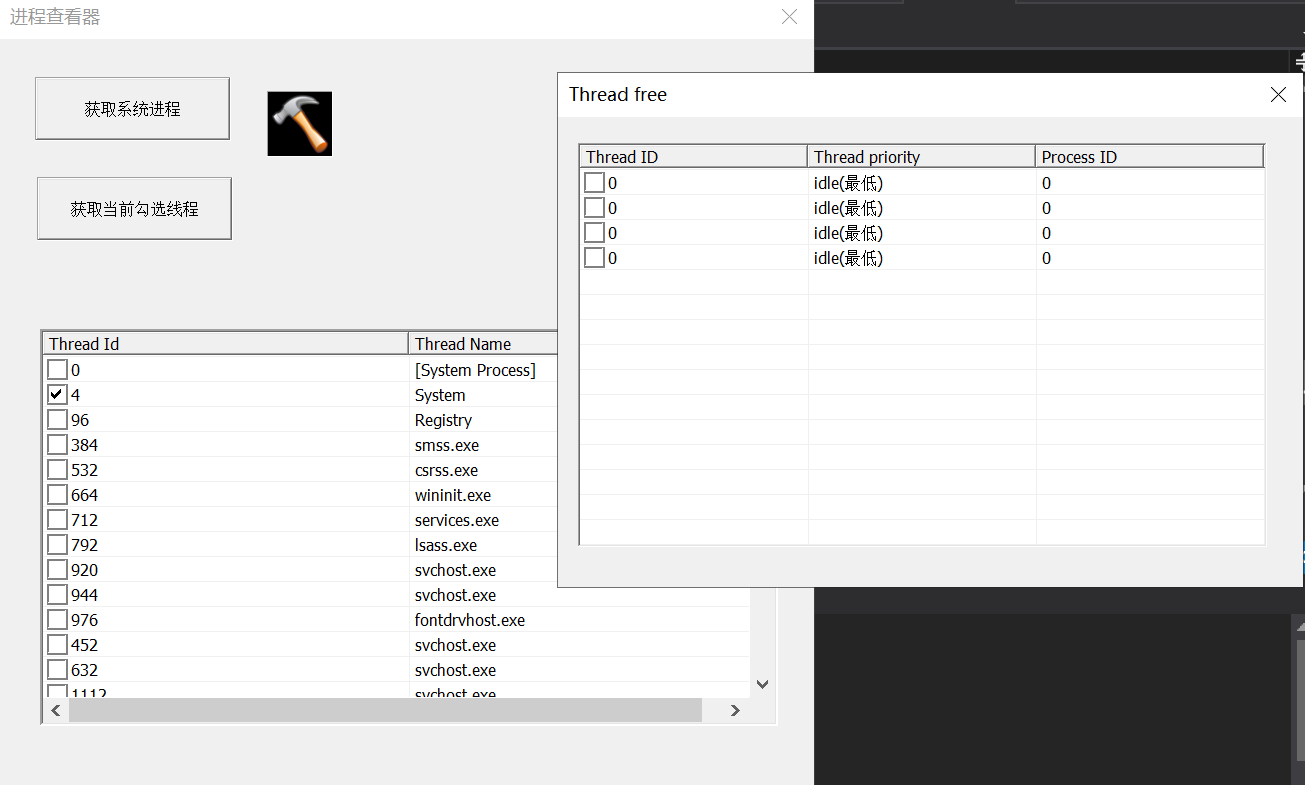 进程查看器
获取系统进程
获取当前勾选线程
Thread Id Thread Name
0 [System Process]
4 System
96 Registry
384 smss.exe
532 csrss.exe
664 wininit.exe
712 services.exe
792 lsass.exe
920 svchost.exe
944 svchost.exe
976 fontdrvhost.exe
452 svchost.exe
632 svchost.exe
1112 svchost.exe
Thread free
Thread ID Thread priority Process ID
0 idle(最低) 0
0 idle(最低) 0
0 idle(最低) 0
0 idle(最低) 0